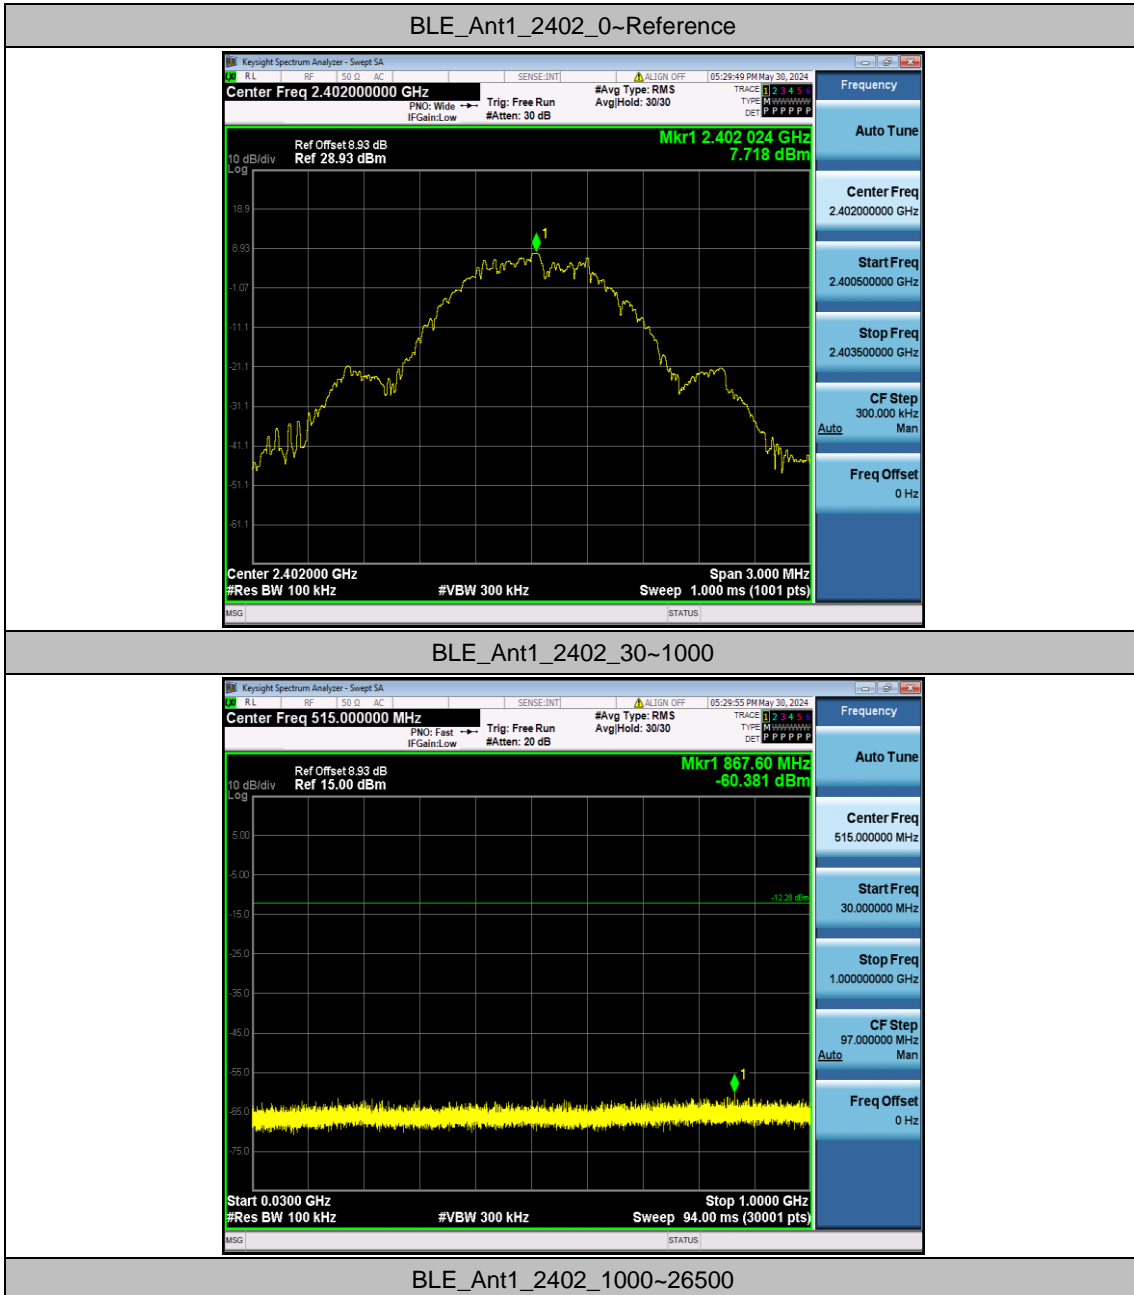 BLE_Ant1_2402_0~Reference
Keysight Spectrum Analyzer - Swept SA
RL RF 50 Ω AC SENSE:INT ALIGN OFF 05:29:49 PM May 30, 2024
Center Freq 2.402000000 GHz
PNO: Wide
IFGain:Low
Trig: Free Run
#Atten: 30 dB
#Avg Type: RMS
Avg|Hold: 30/30
TRACE 1 2 3 4 5 6
TYPE M WWWWW
DET P P P P P P
Frequency
Mkr1 2.402 024 GHz
7.718 dBm
Ref Offset 8.93 dB
10 dB/div Ref 28.93 dBm
Log
18.9
8.93
-1.07
-11.1
-21.1
-31.1
-41.1
-51.1
-61.1
1
Center 2.402000 GHz Span 3.000 MHz
#Res BW 100 kHz #VBW 300 kHz Sweep 1.000 ms (1001 pts)
MSG STATUS
Auto Tune
Center Freq
2.402000000 GHz
Start Freq
2.400500000 GHz
Stop Freq
2.403500000 GHz
CF Step
300.000 kHz
Auto Man
Freq Offset
0 Hz
BLE_Ant1_2402_30~1000
Keysight Spectrum Analyzer - Swept SA
RL RF 50 Ω AC SENSE:INT ALIGN OFF 05:29:55 PM May 30, 2024
Center Freq 515.000000 MHz
PNO: Fast
IFGain:Low
Trig: Free Run
#Atten: 20 dB
#Avg Type: RMS
Avg|Hold: 30/30
TRACE 1 2 3 4 5 6
TYPE M WWWWW
DET P P P P P P
Frequency
Mkr1 867.60 MHz
-60.381 dBm
Ref Offset 8.93 dB
10 dB/div Ref 15.00 dBm
Log
5.00
-5.00
-15.0
-25.0
-35.0
-45.0
-55.0
-65.0
-75.0
-12.28 dBm
1
Start 0.0300 GHz Stop 1.0000 GHz
#Res BW 100 kHz #VBW 300 kHz Sweep 94.00 ms (30001 pts)
MSG STATUS
Auto Tune
Center Freq
515.000000 MHz
Start Freq
30.000000 MHz
Stop Freq
1.000000000 GHz
CF Step
97.000000 MHz
Auto Man
Freq Offset
0 Hz
BLE_Ant1_2402_1000~26500